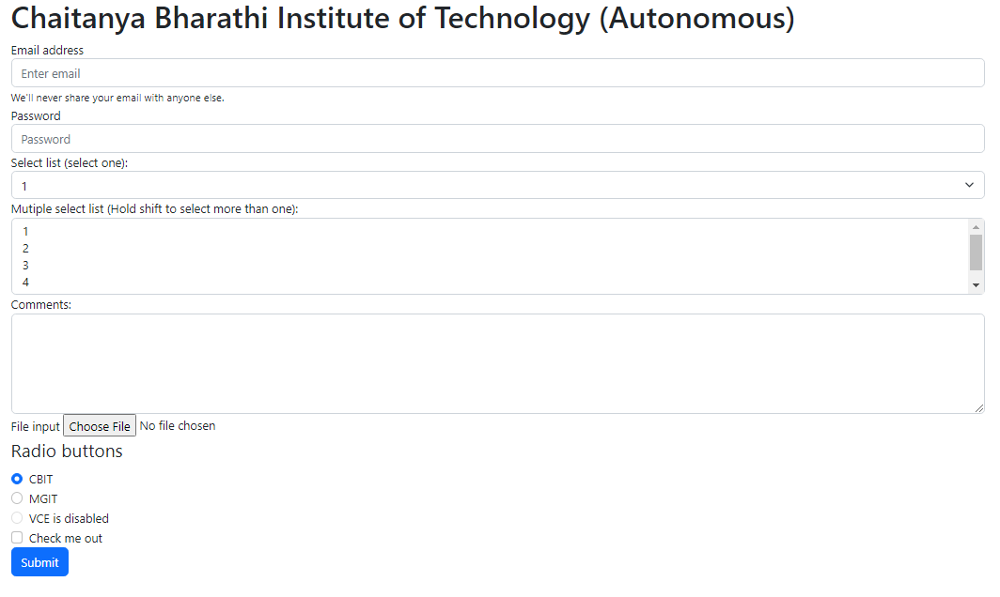 Chaitanya Bharathi Institute of Technology (Autonomous)
Email address
Enter email
We'll never share your email with anyone else.
Password
Password
Select list (select one):
1
Mutiple select list (Hold shift to select more than one):
1
2
3
4
Comments:
File input Choose File No file chosen
Radio buttons
CBIT
MGIT
VCE is disabled
Check me out
Submit